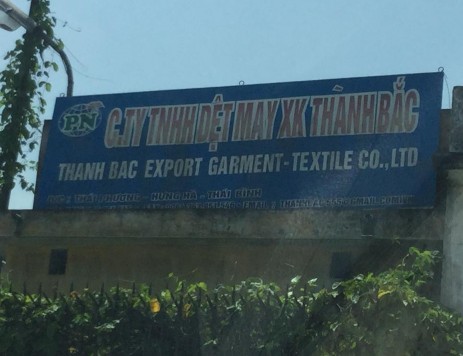 PN
C.TY TNHH DỆT MAY XK THÀNH BẮC
THANH BAC EXPORT GARMENT-TEXTILE CO.,LTD
PHƯƠNG - HƯNG HÀ - THÁI BÌNH